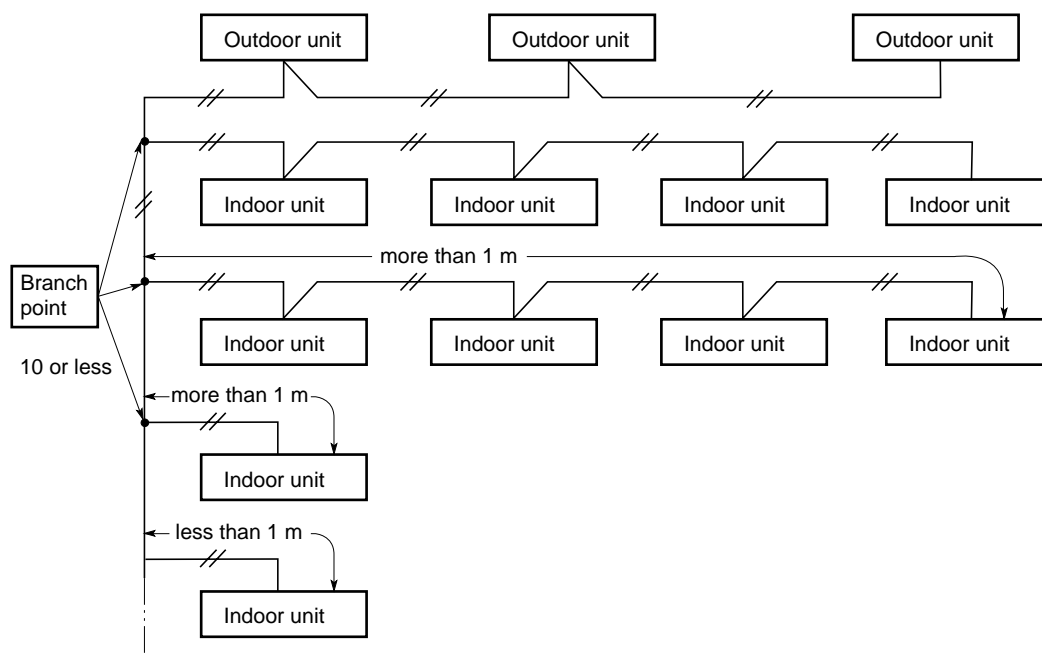 Outdoor unit
Outdoor unit
Outdoor unit
Indoor unit
Indoor unit
Indoor unit
Indoor unit
more than 1 m
Branch
point
Indoor unit
Indoor unit
Indoor unit
Indoor unit
10 or less
more than 1 m
Indoor unit
less than 1 m
Indoor unit